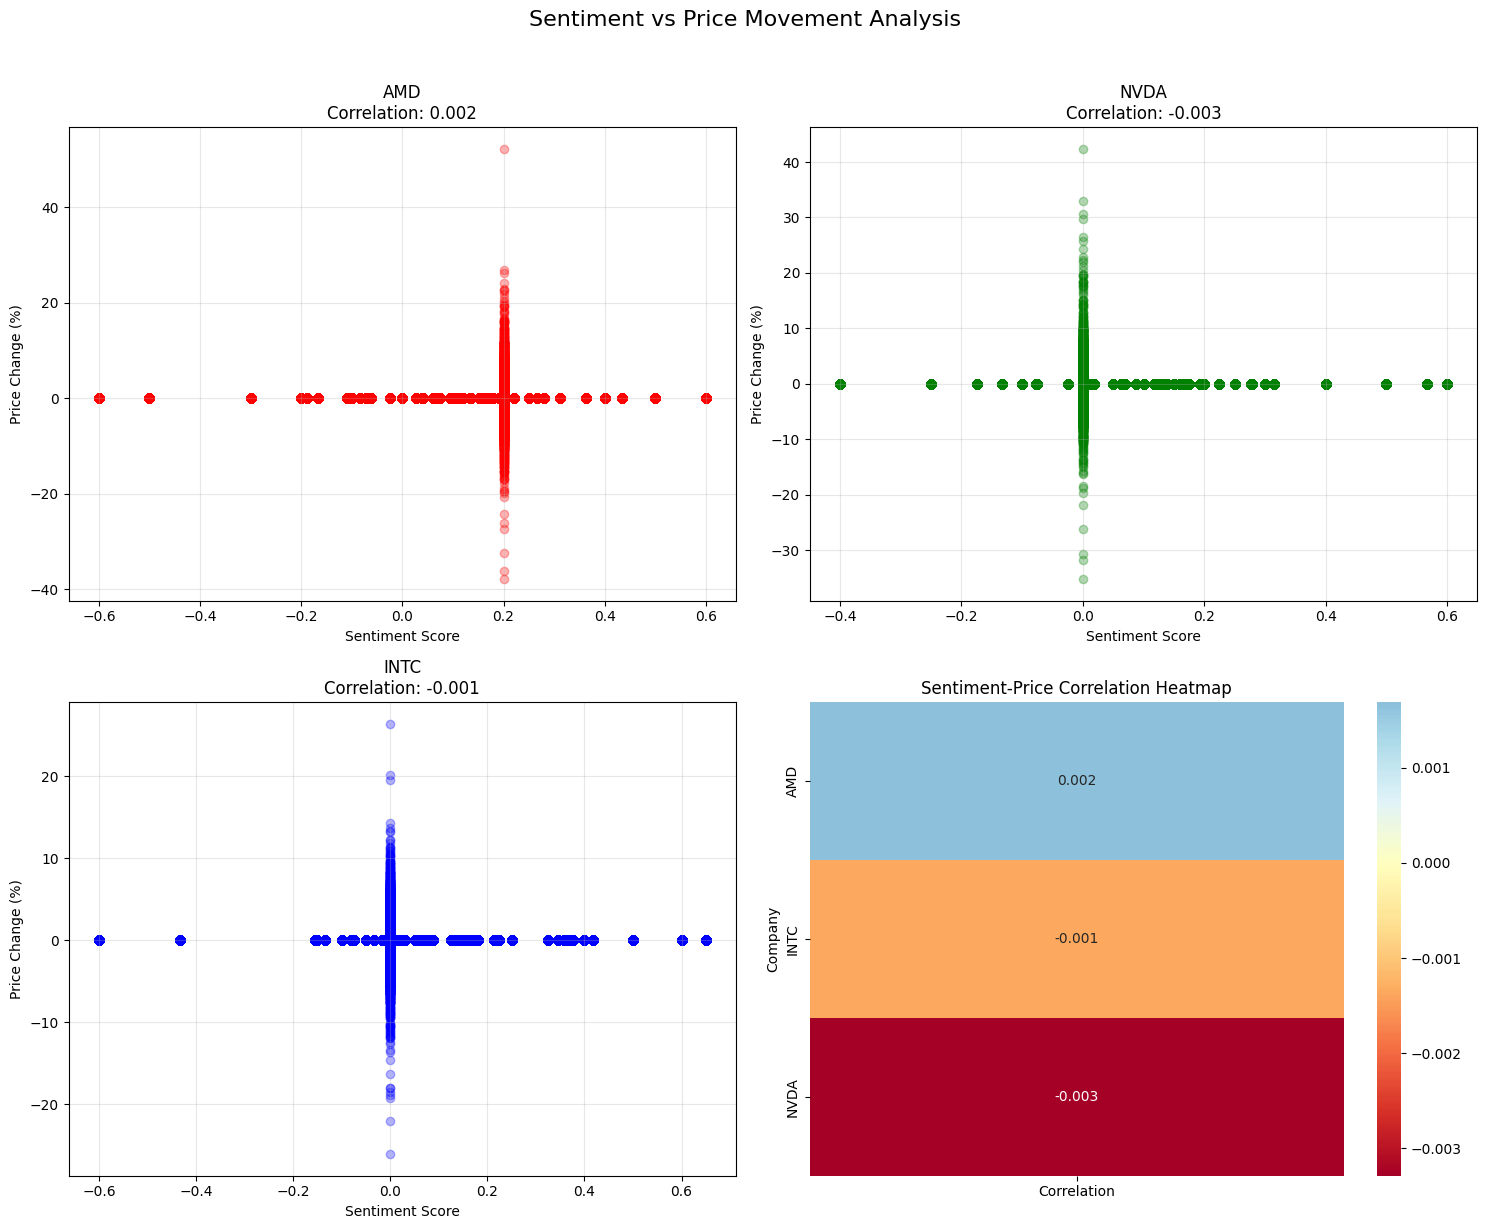 Sentiment vs Price Movement Analysis
AMD
Correlation: 0.002
Price Change (%)
40
20
0
−20
−40
−0.6
−0.4
−0.2
0.0
0.2
0.4
0.6
Sentiment Score
NVDA
Correlation: -0.003
Price Change (%)
40
30
20
10
0
−10
−20
−30
−0.4
−0.2
0.0
0.2
0.4
0.6
Sentiment Score
INTC
Correlation: -0.001
Price Change (%)
20
10
0
−10
−20
−0.6
−0.4
−0.2
0.0
0.2
0.4
0.6
Sentiment Score
Sentiment-Price Correlation Heatmap
Company
AMD
INTC
NVDA
0.002
-0.001
-0.003
Correlation
0.001
0.000
−0.001
−0.002
−0.003